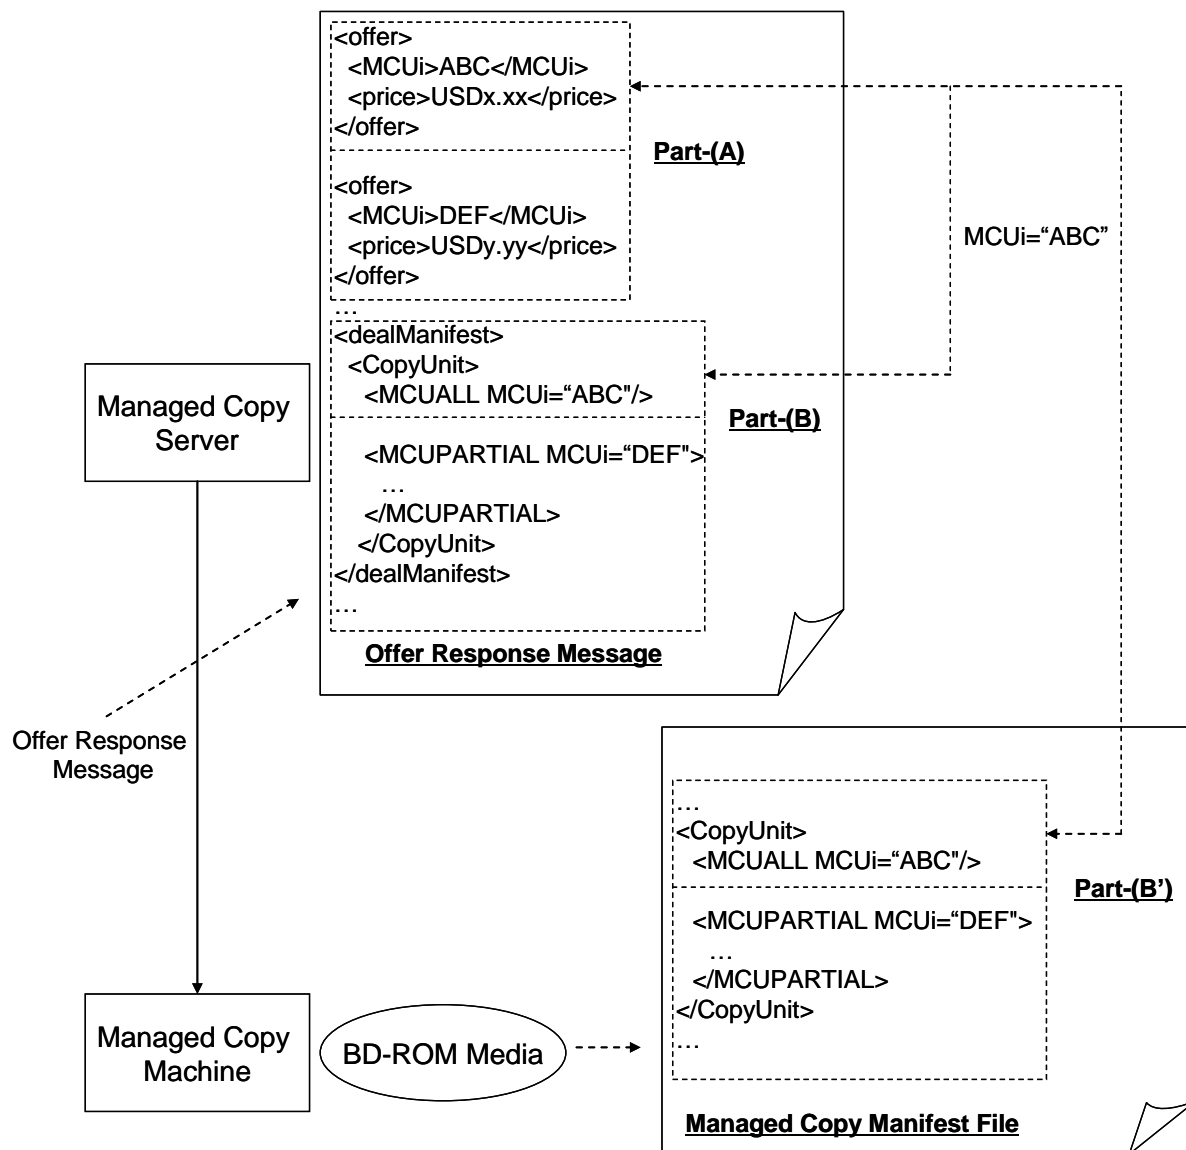 <offer>
<MCUi>ABC</MCUi>
<price>USDx.xx</price>
</offer>
Part-(A)
<offer>
<MCUi>DEF</MCUi>
<price>USDy.yy</price>
</offer>
MCUi=“ABC”
...
<dealManifest>
<CopyUnit>
<MCUALL MCUi=“ABC"/>
Part-(B)
<MCUPARTIAL MCUi=“DEF">
...
</MCUPARTIAL>
</CopyUnit>
</dealManifest>
...
Offer Response Message
Managed Copy
Server
Offer Response
Message
...
<CopyUnit>
<MCUALL MCUi=“ABC"/>
Part-(B’)
<MCUPARTIAL MCUi=“DEF">
...
</MCUPARTIAL>
</CopyUnit>
...
Managed Copy Manifest File
Managed Copy
Machine
BD-ROM Media